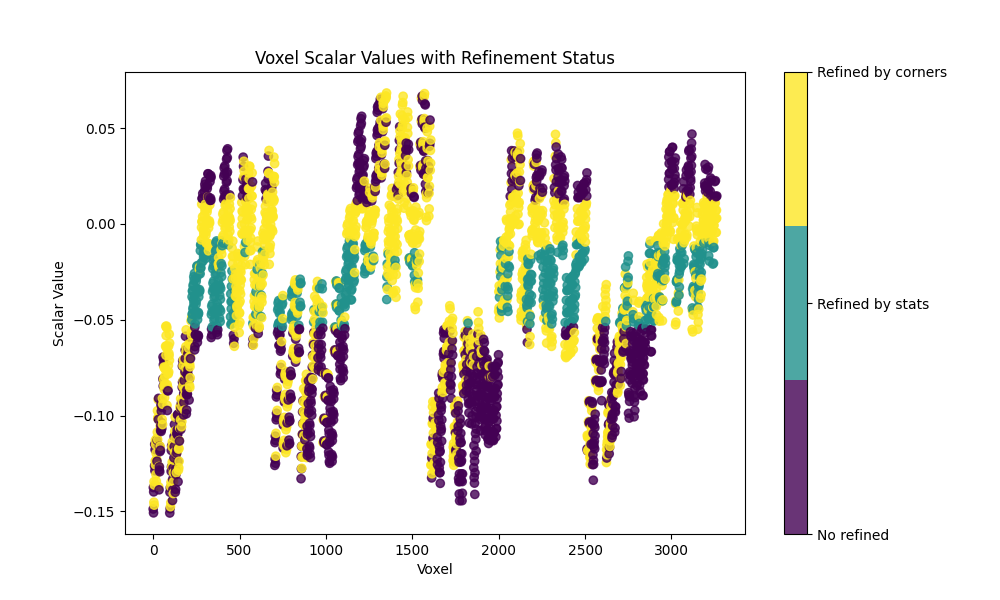 Voxel Scalar Values with Refinement Status
Refined by corners
0.05
0.00
Scalar Value
−0.05
Refined by stats
−0.10
−0.15
No refined
0 500 1000 1500 2000 2500 3000
Voxel